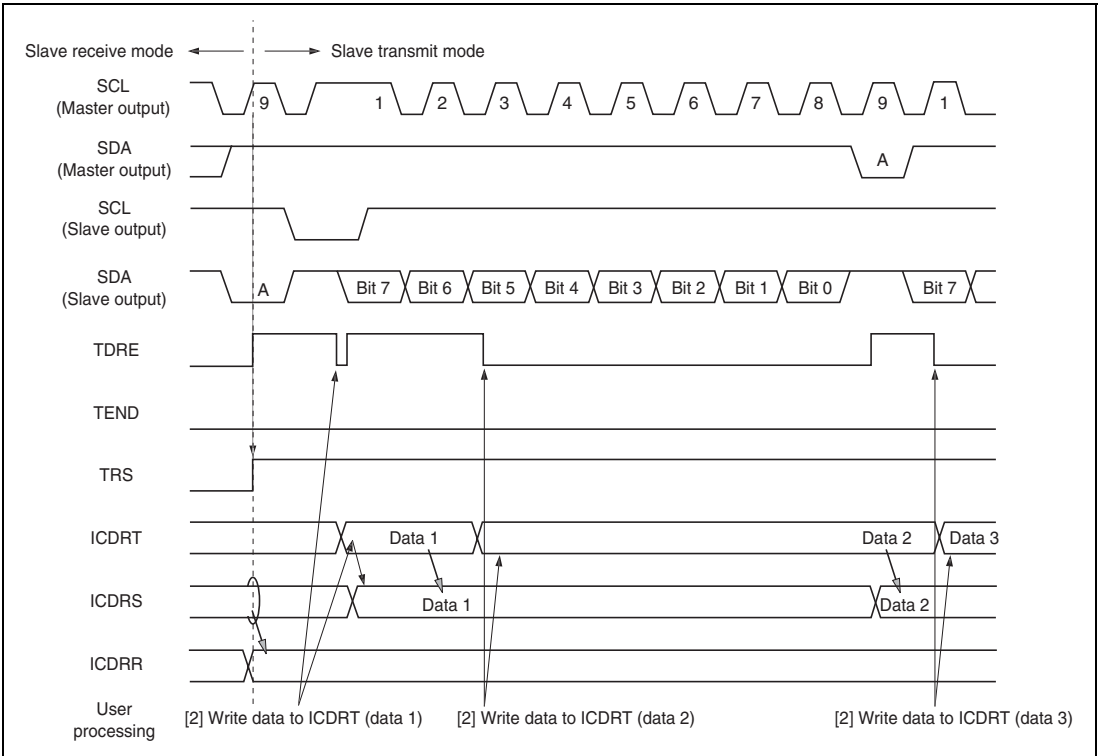 Slave receive mode Slave transmit mode
SCL
(Master output)
9 1 2 3 4 5 6 7 8 9 1
SDA
(Master output)
A
SCL
(Slave output)
SDA
(Slave output)
A Bit 7 Bit 6 Bit 5 Bit 4 Bit 3 Bit 2 Bit 1 Bit 0 Bit 7
TDRE
TEND
TRS
ICDRT Data 1 Data 2 Data 3
ICDRS Data 1 Data 2
ICDRR
User
processing
[2] Write data to ICDRT (data 1) [2] Write data to ICDRT (data 2) [2] Write data to ICDRT (data 3)